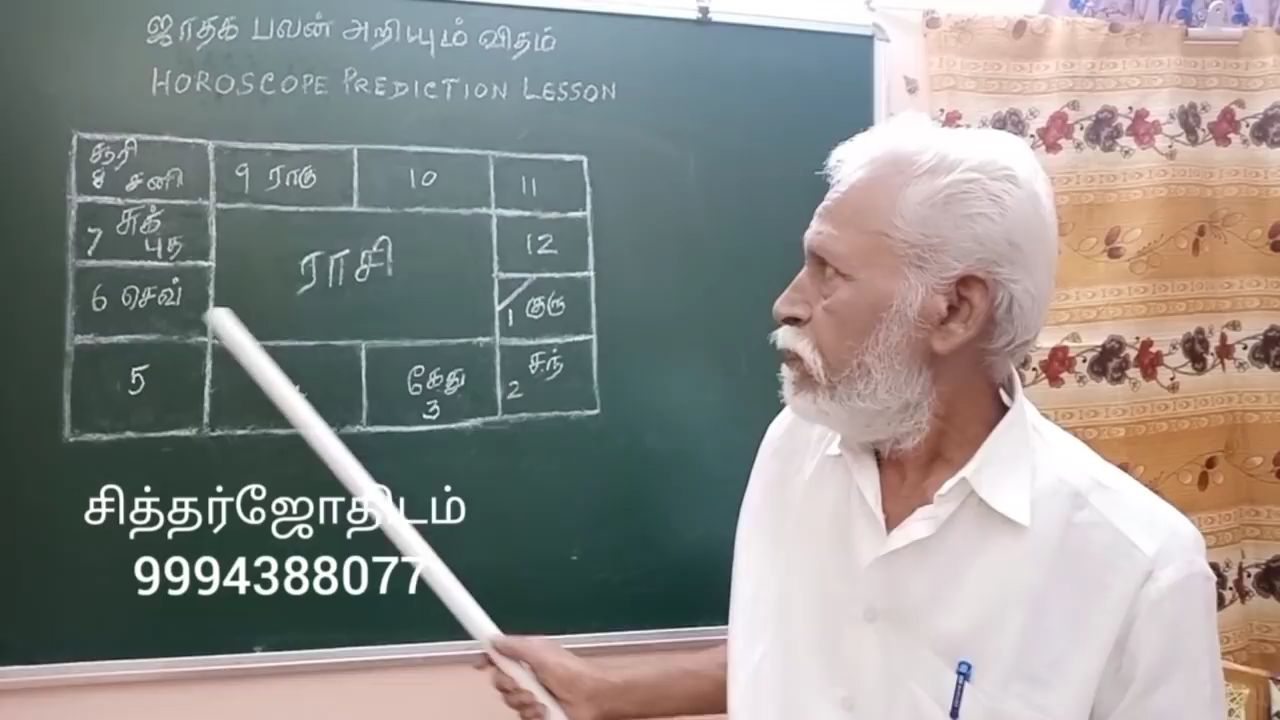 ஜாதக பலன் அறியும் விதம்
HOROSCOPE PREDICTION LESSON
சூரி
8 சனி
9 ராகு
10
11
சுக்
7 புத
ராசி
12
6 செவ்
1 குரு
5
கேது
3
சந்
2
சித்தர்ஜோதிடம்
9994388077